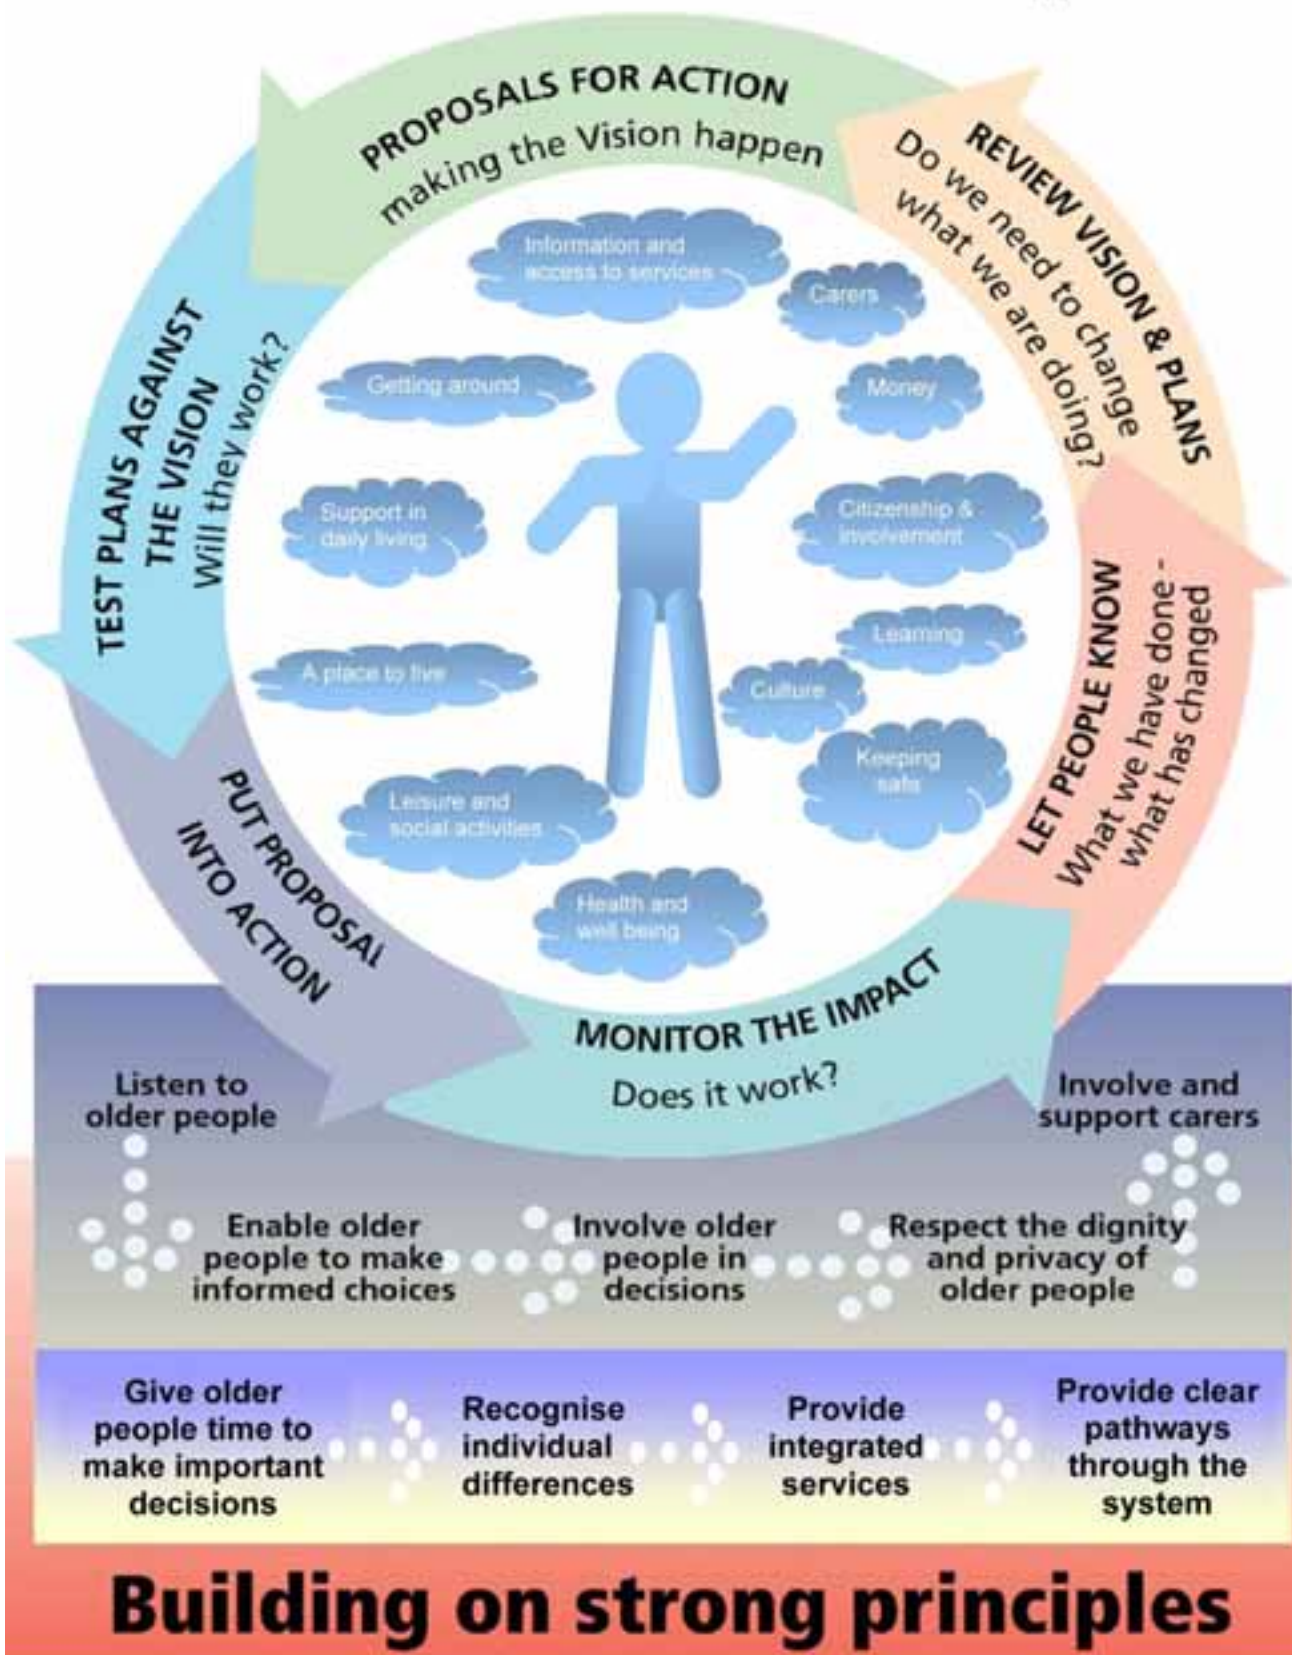 PROPOSALS FOR ACTION
making the Vision happen
REVIEW VISION & PLANS
Do we need to change
what we are doing?
TEST PLANS AGAINST
THE VISION
Will they work?
Information and
access to services
Carers
Getting around
Money
Support in
daily living
Citizenship &
involvement
Learning
A place to live
Culture
Keeping
safe
Leisure and
social activities
Health and
well being
LET PEOPLE KNOW
What we have done -
what has changed
PUT PROPOSAL
INTO ACTION
MONITOR THE IMPACT
Does it work?
Listen to
older people
Involve and
support carers
Enable older
people to make
informed choices
Involve older
people in
decisions
Respect the dignity
and privacy of
older people
Give older
people time to
make important
decisions
Recognise
individual
differences
Provide
integrated
services
Provide clear
pathways
through the
system
Building on strong principles